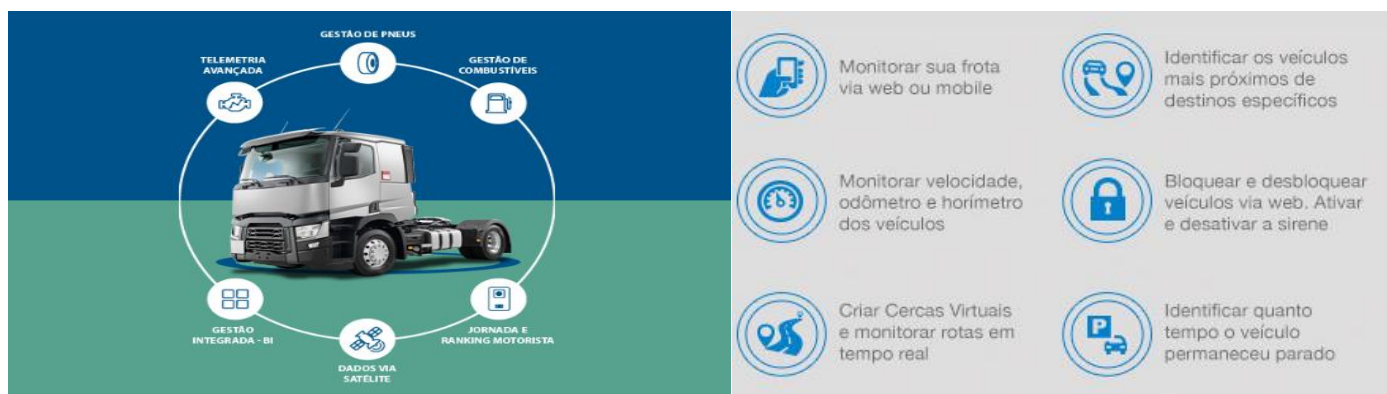 GESTÃO DE PNEUS
TELEMETRIA
AVANÇADA
GESTÃO DE
COMBUSTÍVEIS
GESTÃO
INTEGRADA - BI
JORNADA E
RANKING MOTORISTA
DADOS VIA
SATÉLITE
Monitorar sua frota
via web ou mobile
Identificar os veículos
mais próximos de
destinos específicos
Monitorar velocidade,
odômetro e horímetro
dos veículos
Bloquear e desbloquear
veículos via web. Ativar
e desativar a sirene
Criar Cercas Virtuais
e monitorar rotas em
tempo real
P
Identificar quanto
tempo o veículo
permaneceu parado